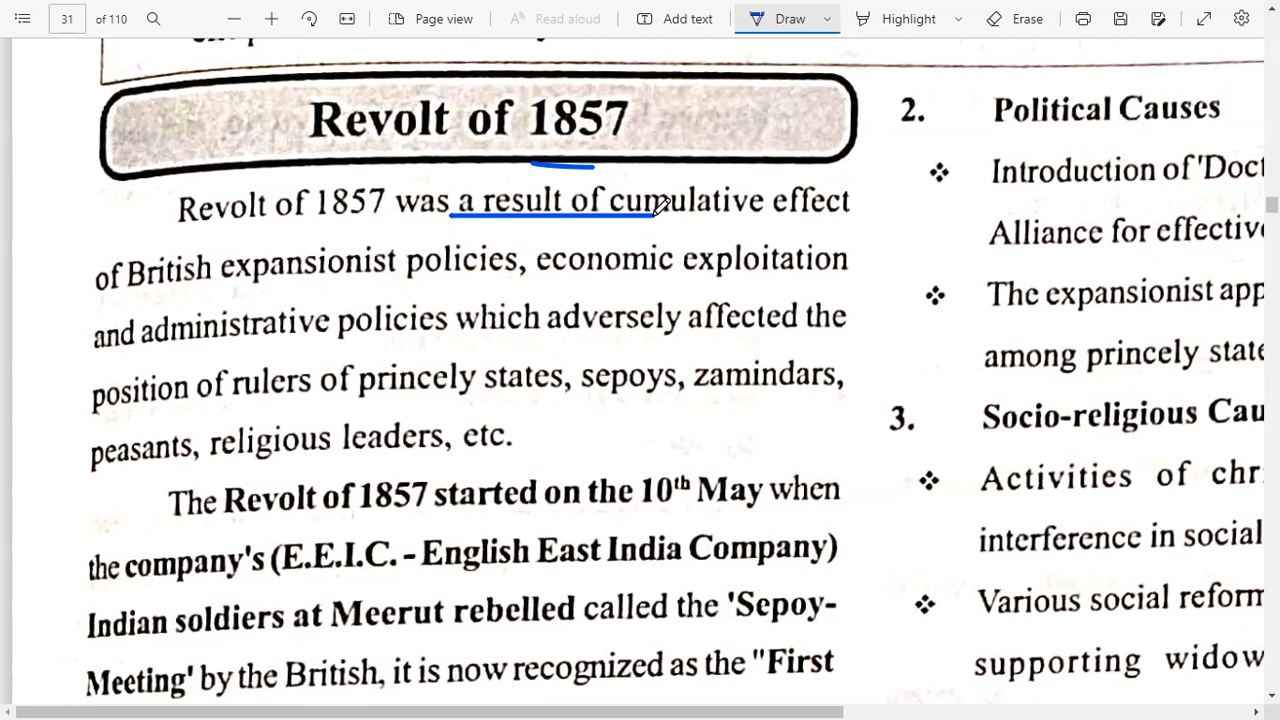 31 of 110 Page view Read aloud Add text Draw Highlight Erase
Revolt of 1857
Revolt of 1857 was a result of cumulative effect
of British expansionist policies, economic exploitation
and administrative policies which adversely affected the
position of rulers of princely states, sepoys, zamindars,
peasants, religious leaders, etc.
The Revolt of 1857 started on the 10th May when
the company's (E.E.I.C. - English East India Company)
Indian soldiers at Meerut rebelled called the 'Sepoy-
Meeting' by the British, it is now recognized as the "First
2. Political Causes
❖ Introduction of 'Doct
Alliance for effectiv
❖ The expansionist app
among princely state
3. Socio-religious Cau
❖ Activities of chr
interference in social
❖ Various social reform
supporting widow